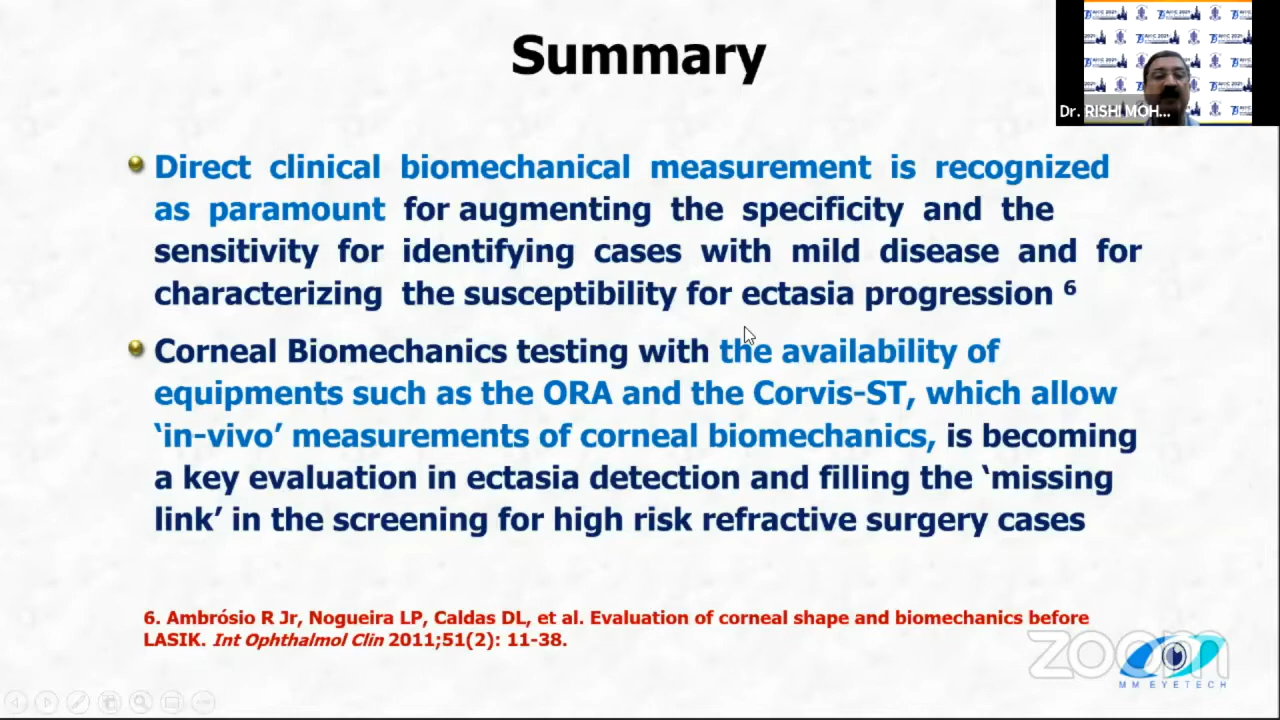 Summary
Dr. RISHI MOH...
Direct clinical biomechanical measurement is recognized
as paramount for augmenting the specificity and the
sensitivity for identifying cases with mild disease and for
characterizing the susceptibility for ectasia progression 6
Corneal Biomechanics testing with the availability of
equipments such as the ORA and the Corvis-ST, which allow
‘in-vivo’ measurements of corneal biomechanics, is becoming
a key evaluation in ectasia detection and filling the ‘missing
link’ in the screening for high risk refractive surgery cases
6. Ambrósio R Jr, Nogueira LP, Caldas DL, et al. Evaluation of corneal shape and biomechanics before
LASIK. Int Ophthalmol Clin 2011;51(2): 11-38.
zoom
MM EYETECH